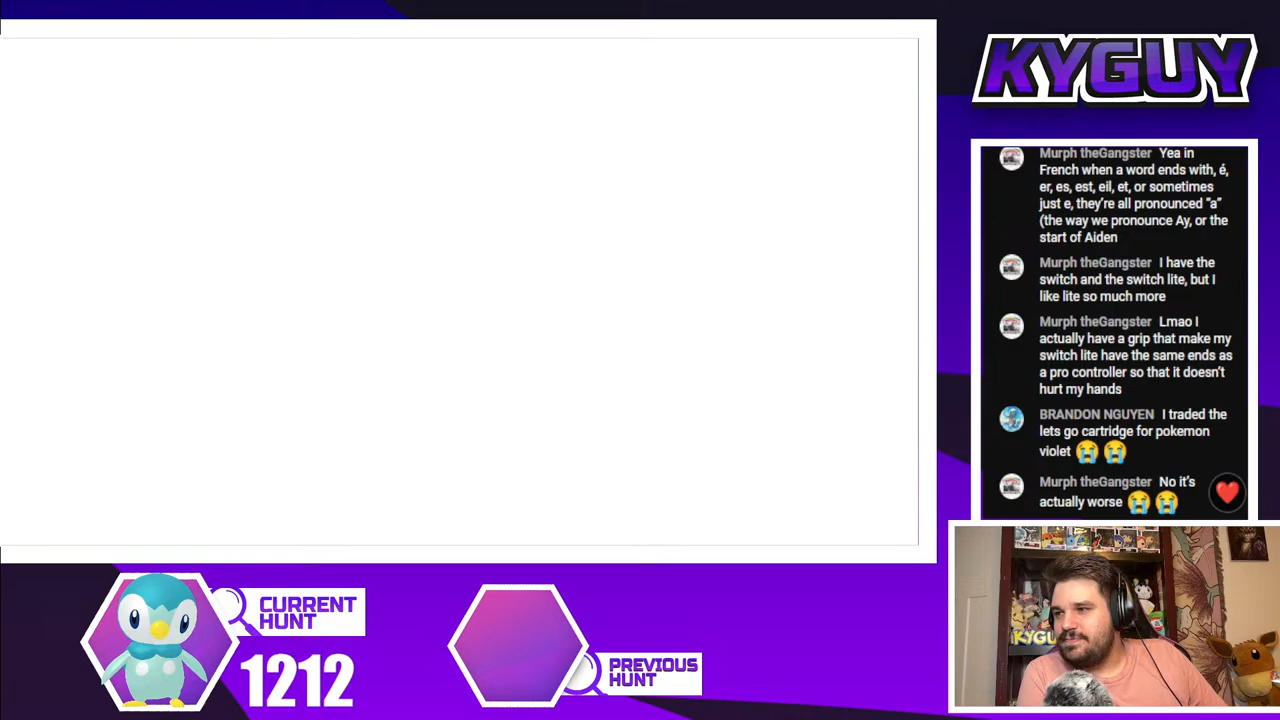 KYGUY
Murph theGangster Yea in
French when a word ends with, é,
er, es, est, eil, et, or sometimes
just e, they're all pronounced "a"
(the way we pronounce Ay, or the
start of Aiden
Murph theGangster I have the
switch and the switch lite, but I
like lite so much more
Murph theGangster Lmao I
actually have a grip that make my
switch lite have the same ends as
a pro controller so that it doesn't
hurt my hands
BRANDON NGUYEN I traded the
lets go cartridge for pokemon
violet 😭 😭
Murph theGangster No it's
actually worse 😭 😭
CURRENT
HUNT
1212
PREVIOUS
HUNT
KYGU